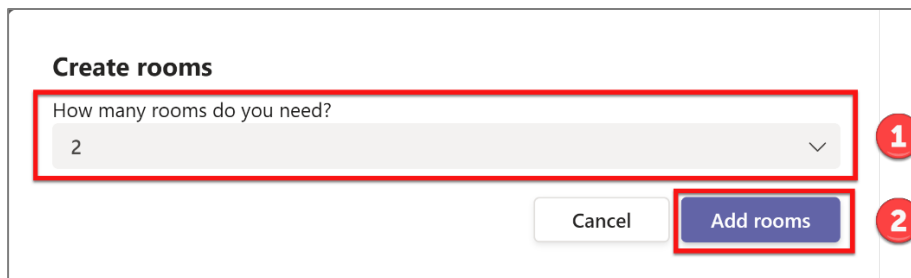 Create rooms
How many rooms do you need?
2
1
Cancel
Add rooms
2